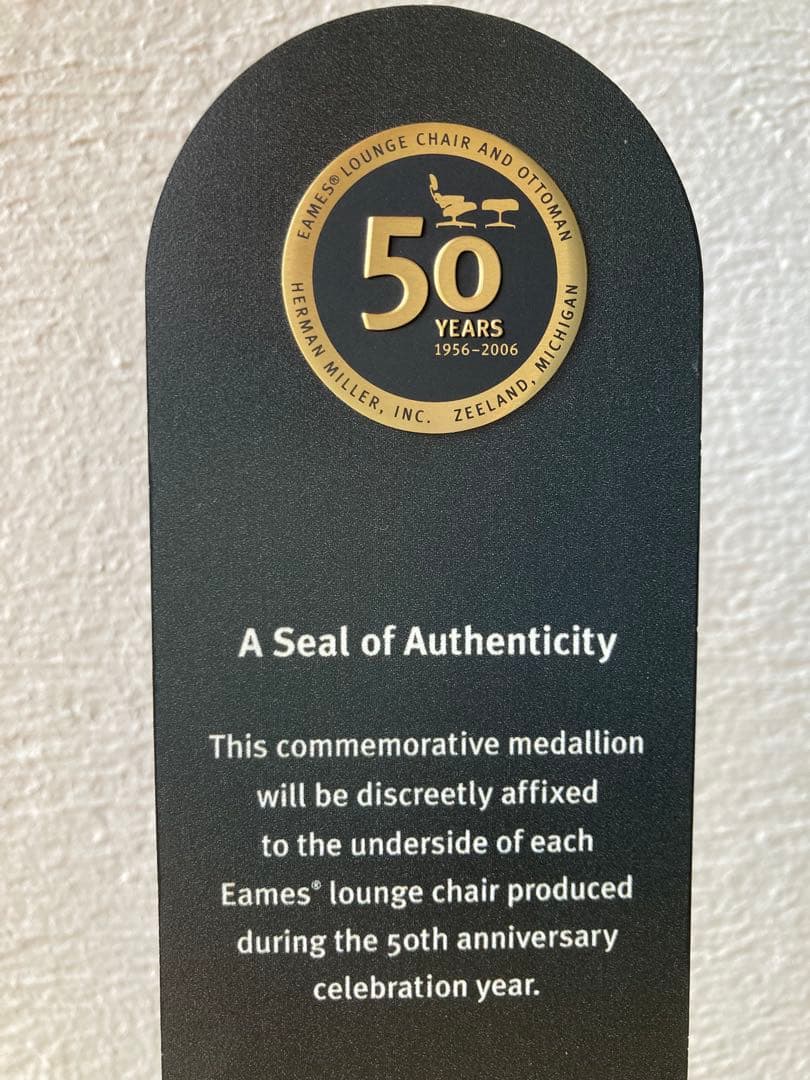 EAMES® LOUNGE CHAIR AND OTTOMAN
50
YEARS
1956–2006
HERMAN MILLER, INC. ZEELAND, MICHIGAN
A Seal of Authenticity
This commemorative medallion
will be discreetly affixed
to the underside of each
Eames® lounge chair produced
during the 50th anniversary
celebration year.